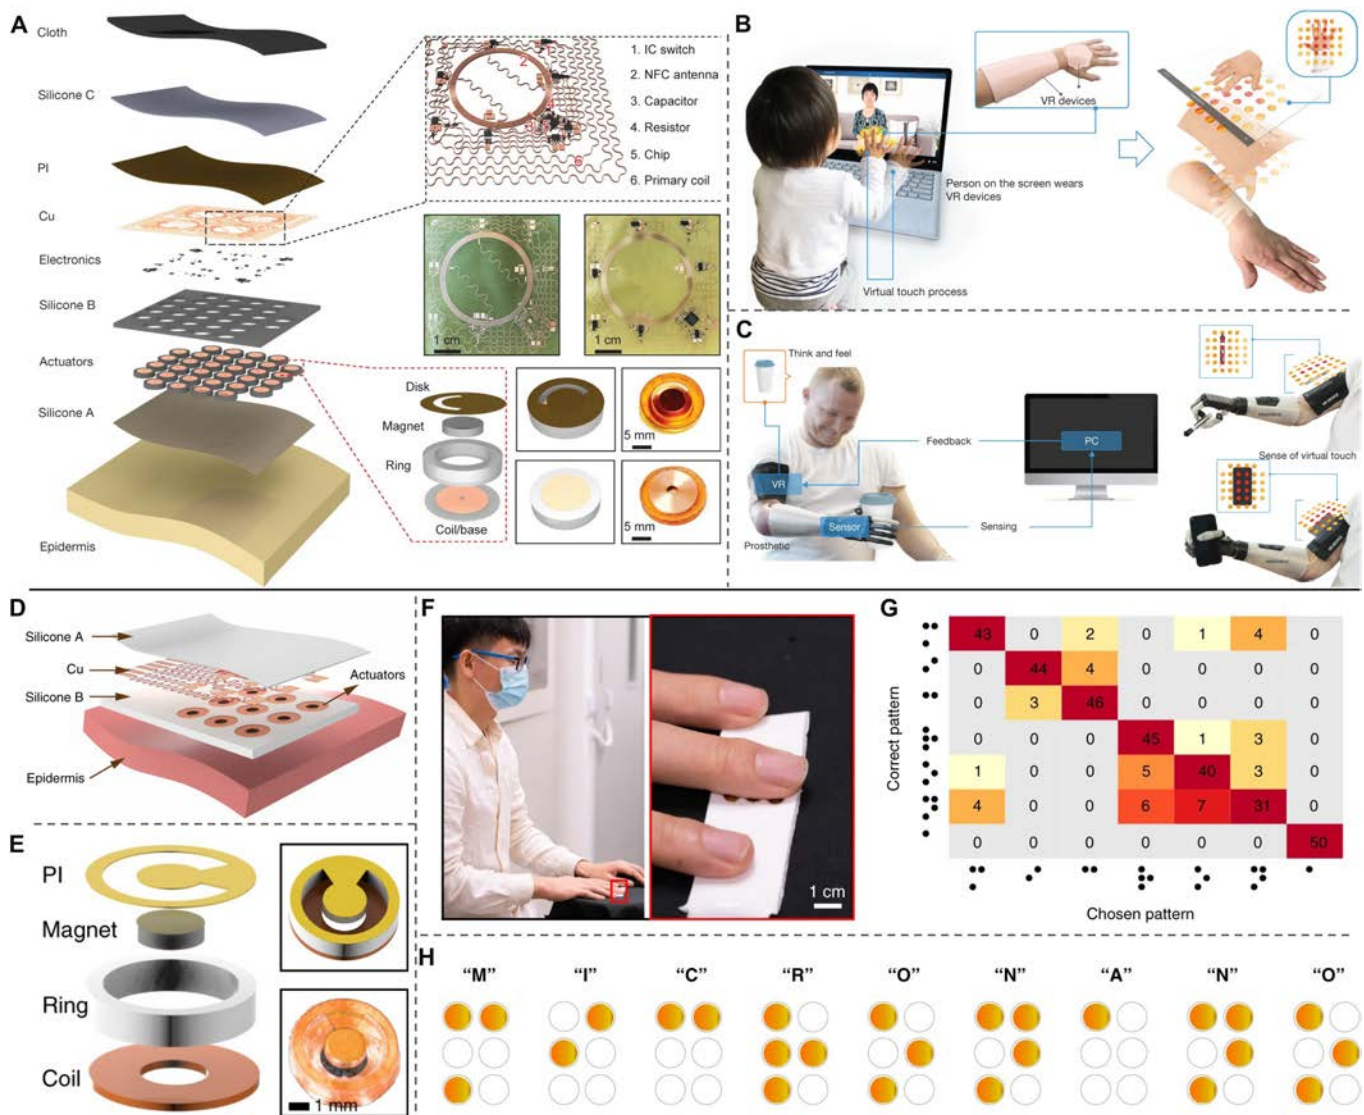 A
Cloth
Silicone C
PI
Cu
Electronics
Silicone B
Actuators
Silicone A
Epidermis
1
2
4
6
1. IC switch
2. NFC antenna
3. Capacitor
4. Resistor
5. Chip
6. Primary coil
1 cm
1 cm
Disk
Magnet
Ring
Coil/base
5 mm
5 mm
B
VR devices
Person on the screen wears
VR devices
Virtual touch process
C
Think and feel
VR
Sensor
Prosthetic
Feedback
Sensing
PC
Sense of virtual touch
D
Silicone A
Cu
Silicone B
Actuators
Epidermis
E
PI
Magnet
Ring
Coil
1 mm
F
1 cm
G
Correct pattern
43 0 2 0 1 4 0
0 44 4 0 0 0 0
0 3 46 0 0 0 0
0 0 0 45 1 3 0
1 0 0 5 40 3 0
4 0 0 6 7 31 0
0 0 0 0 0 0 50
Chosen pattern
H
“M” “I” “C” “R” “O” “N” “A” “N” “O”